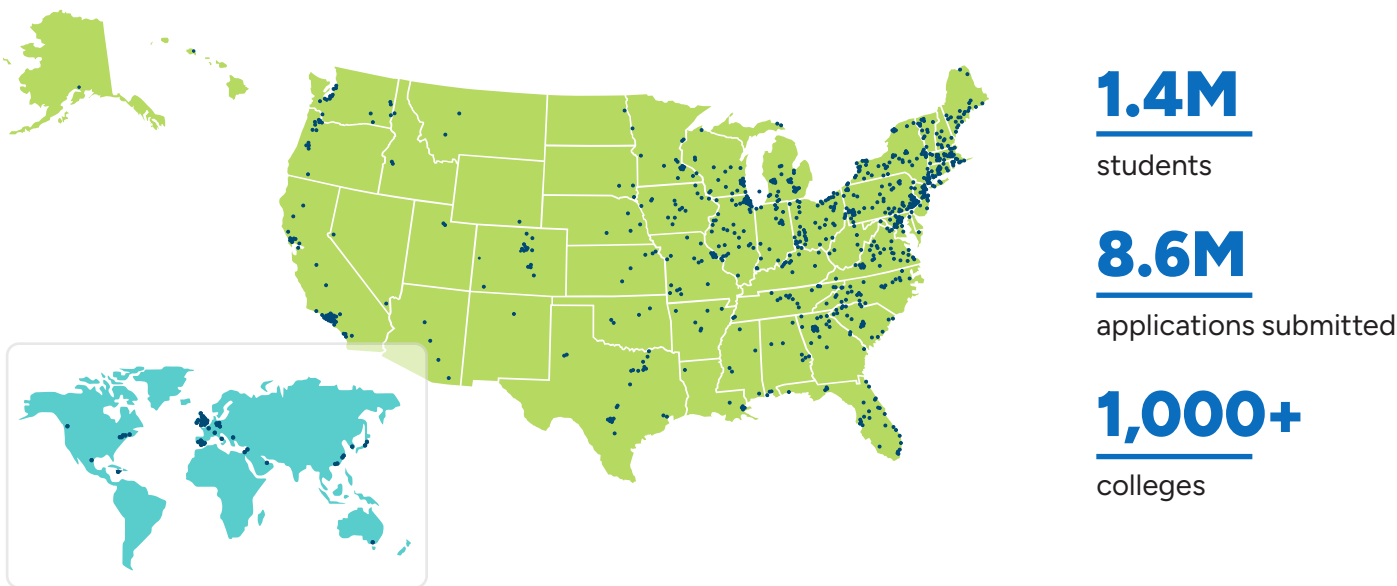 1.4M
students
8.6M
applications submitted
1,000+
colleges